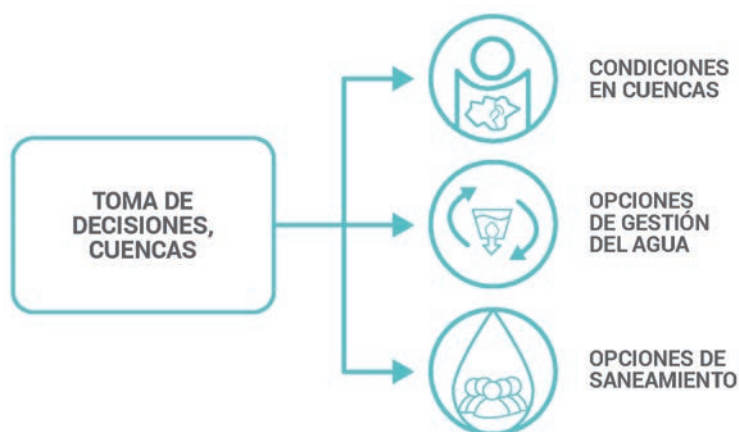 TOMA DE
DECISIONES,
CUENCAS
CONDICIONES
EN CUENCAS
OPCIONES
DE GESTIÓN
DEL AGUA
OPCIONES DE
SANEAMIENTO